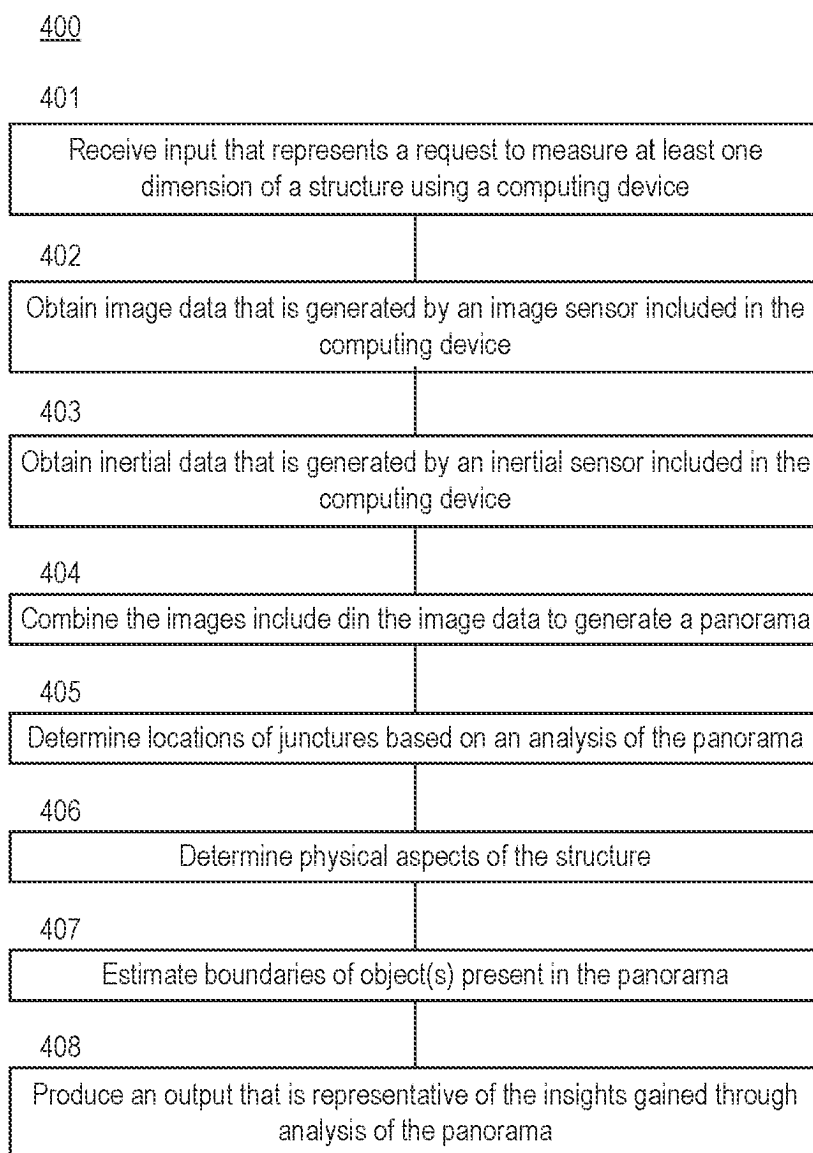 400
401
Receive input that represents a request to measure at least one
dimension of a structure using a computing device
402
Obtain image data that is generated by an image sensor included in the
computing device
403
Obtain inertial data that is generated by an inertial sensor included in the
computing device
404
Combine the images include din the image data to generate a panorama
405
Determine locations of junctures based on an analysis of the panorama
406
Determine physical aspects of the structure
407
Estimate boundaries of object(s) present in the panorama
408
Produce an output that is representative of the insights gained through
analysis of the panorama